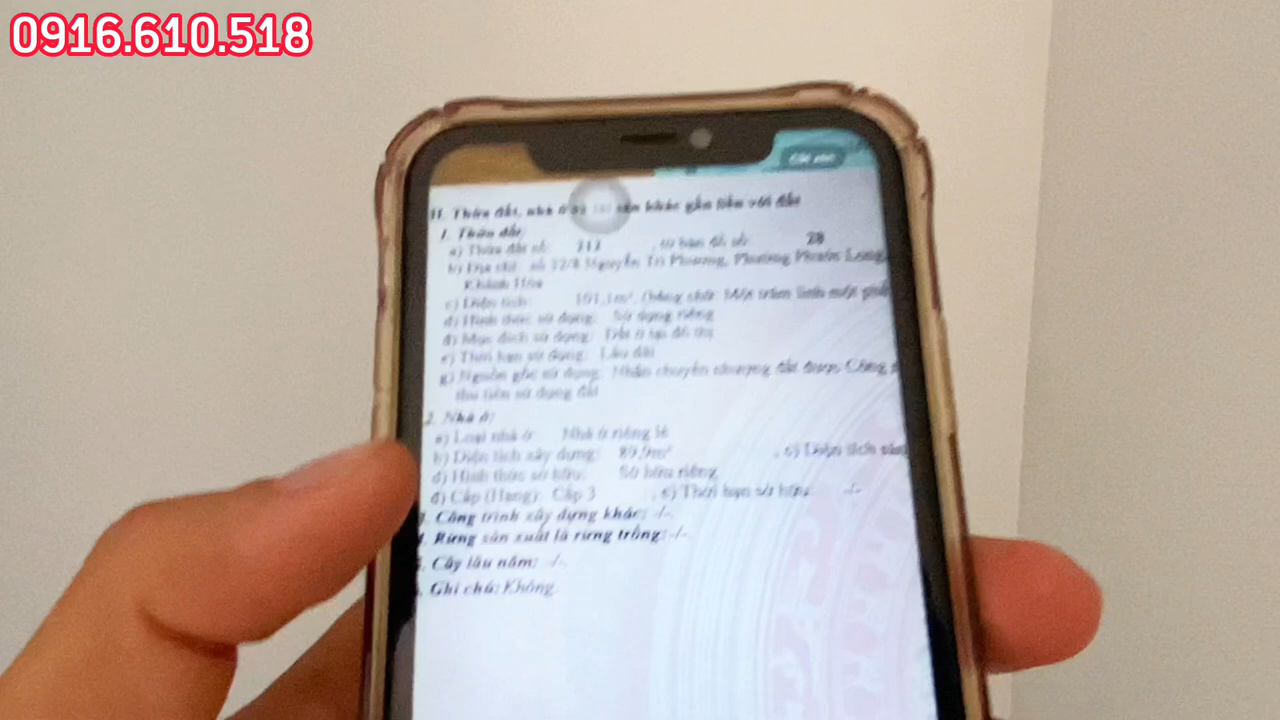 0916.610.518
II. Thửa đất, nhà ở và tài sản khác gắn liền với đất
1. Thửa đất:
a) Thửa đất số: 312 , tờ bản đồ số: 28
b) Địa chỉ: số 12/8 Nguyễn Tri Phương, Phường Phước Long,
Khánh Hòa
c) Diện tích: 101,1m², (bằng chữ: Một trăm linh một phẩy
d) Hình thức sử dụng: Sử dụng riêng
đ) Mục đích sử dụng: Đất ở tại đô thị
e) Thời hạn sử dụng: Lâu dài
g) Nguồn gốc sử dụng: Nhận chuyển nhượng đất được Công
thu tiền sử dụng đất
2. Nhà ở:
a) Loại nhà ở: Nhà ở riêng lẻ
b) Diện tích xây dựng: 89,9m² , c) Diện tích sàn
d) Hình thức sở hữu: Sở hữu riêng
đ) Cấp (Hạng): Cấp 3 , e) Thời hạn sở hữu: -/-
. Công trình xây dựng khác: -/-
. Rừng sản xuất là rừng trồng: -/-
. Cây lâu năm: -/-
. Ghi chú: Không